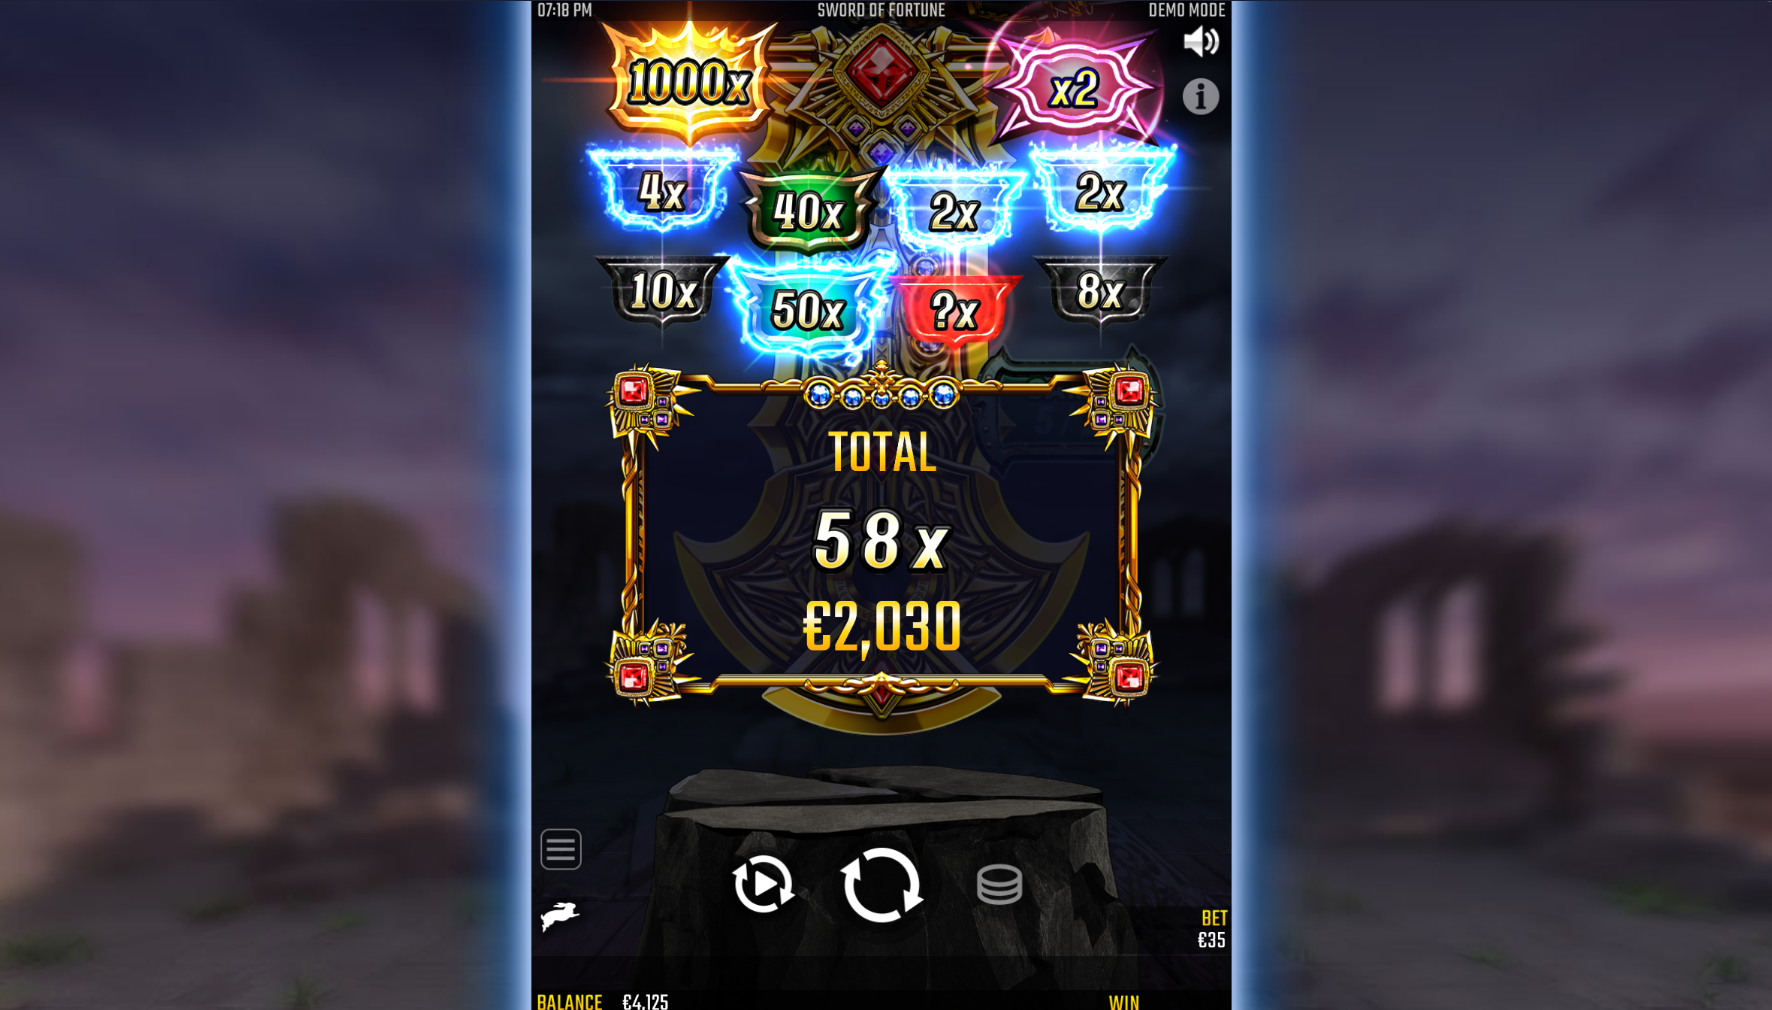 07:18 PM
SWORD OF FORTUNE
DEMO MODE
1000x
x2
4x
40x
2x
2x
10x
50x
?x
8x
TOTAL
58x
€2,030
BET
€35
BALANCE €4,125
WIN